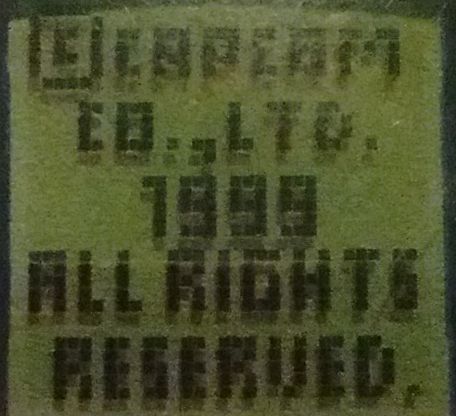 ©CAPCOM
CO.,LTD.
1999
ALL RIGHTS
RESERVED.